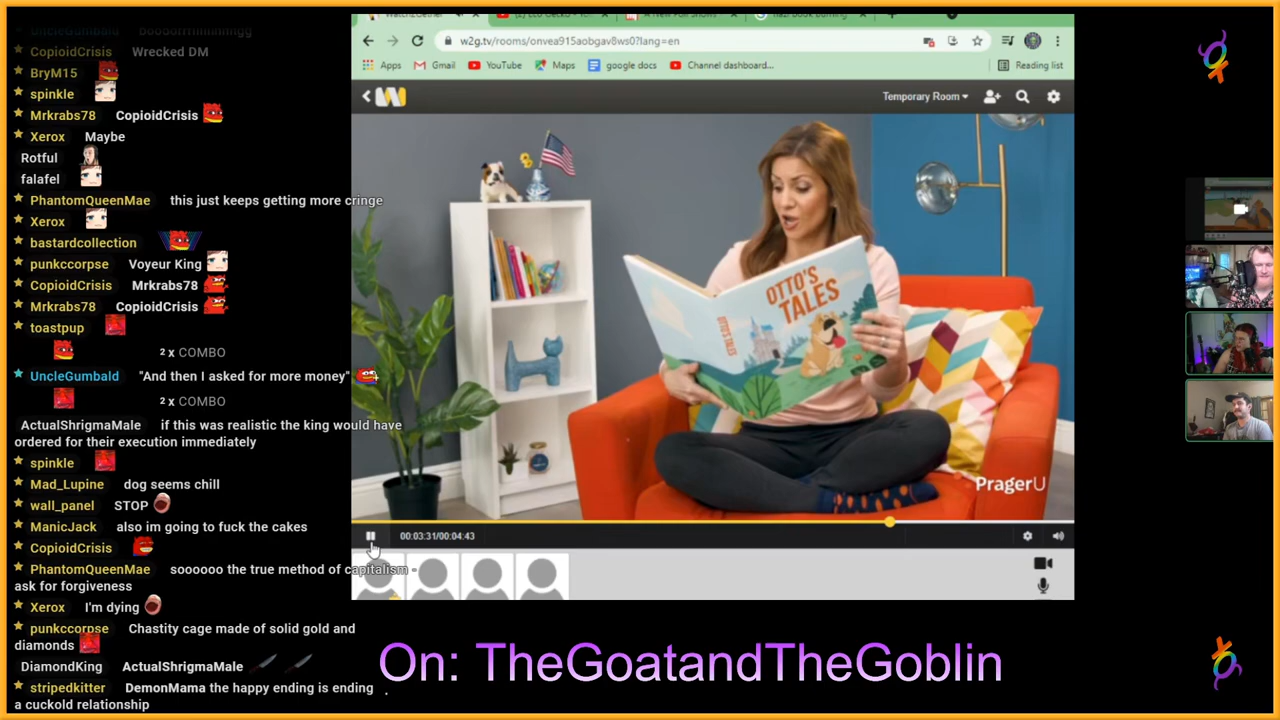 UncleGumbald
CopioidCrisis Wrecked DM
BryM15
spinkle
Mrkrabs78 CopioidCrisis
Xerox Maybe
Rotful
falafel
PhantomQueenMae this just keeps getting more cringe
Xerox
bastardcollection
punkccorpse Voyeur King
CopioidCrisis Mrkrabs78
Mrkrabs78 CopioidCrisis
toastpup
2 x COMBO
UncleGumbald "And then I asked for more money"
2 x COMBO
ActualShrigmaMale if this was realistic the king would have
ordered for their execution immediately
spinkle
Mad_Lupine dog seems chill
wall_panel STOP
ManicJack also im going to fuck the cakes
CopioidCrisis
PhantomQueenMae soooooo the true method of capitalism -
ask for forgiveness
Xerox I'm dying
punkccorpse Chastity cage made of solid gold and
diamonds
DiamondKing ActualShrigmaMale
stripedkitter DemonMama the happy ending is ending
a cuckold relationship
w2g.tv/rooms/onvea915aobgav8ws0?lang=en
Apps Gmail YouTube Maps google docs Channel dashboard... Reading list
Temporary Room
OTTO'S
TALES
OTTO'S TALES
PragerU
00:03:31/00:04:43
On: TheGoatandTheGoblin